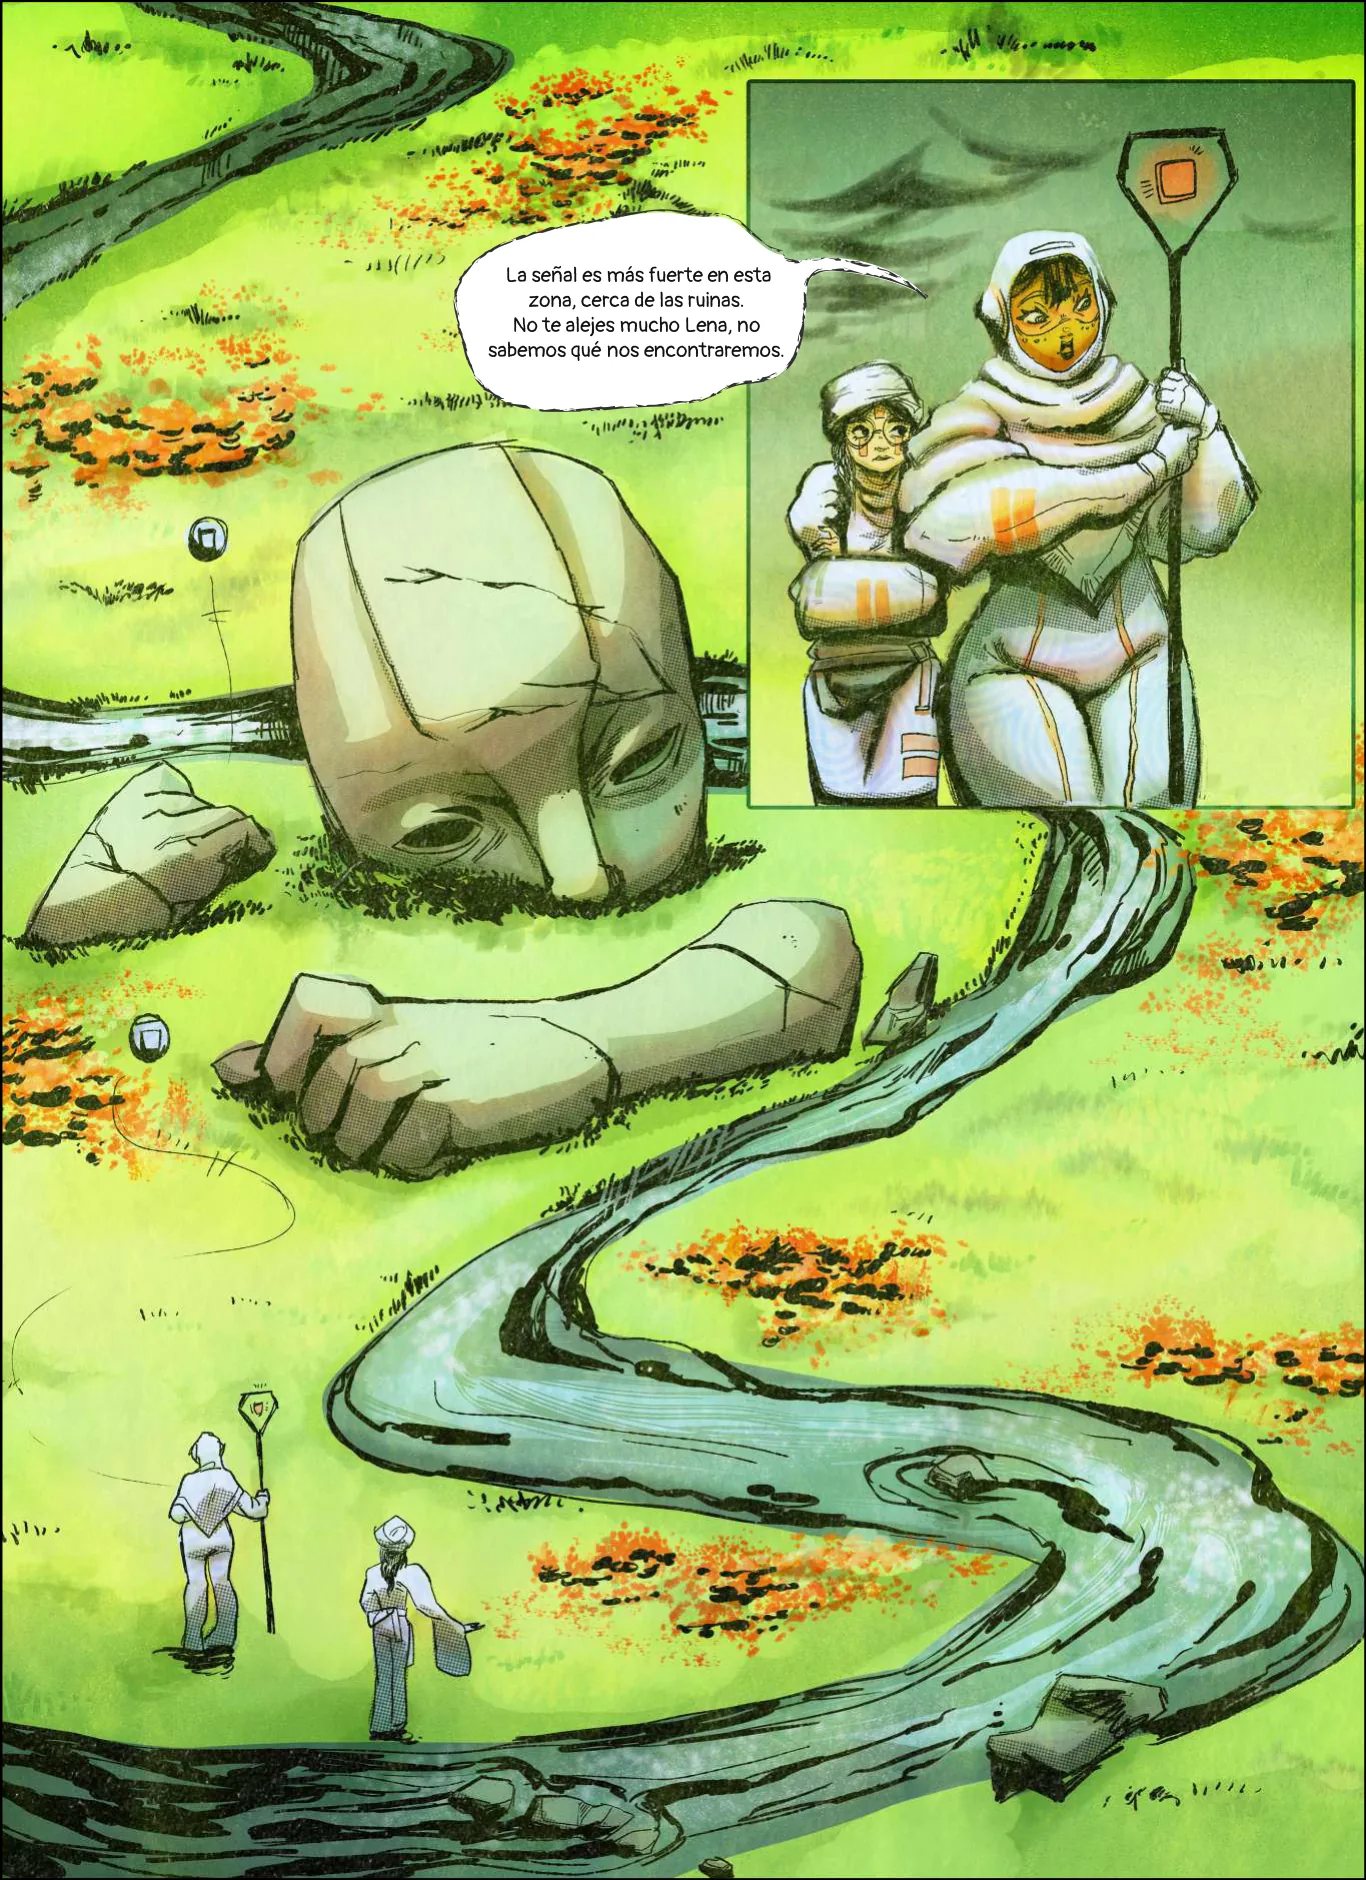 La señal es más fuerte en esta
zona, cerca de las ruinas.
No te alejes mucho Lena, no
sabemos qué nos encontraremos.